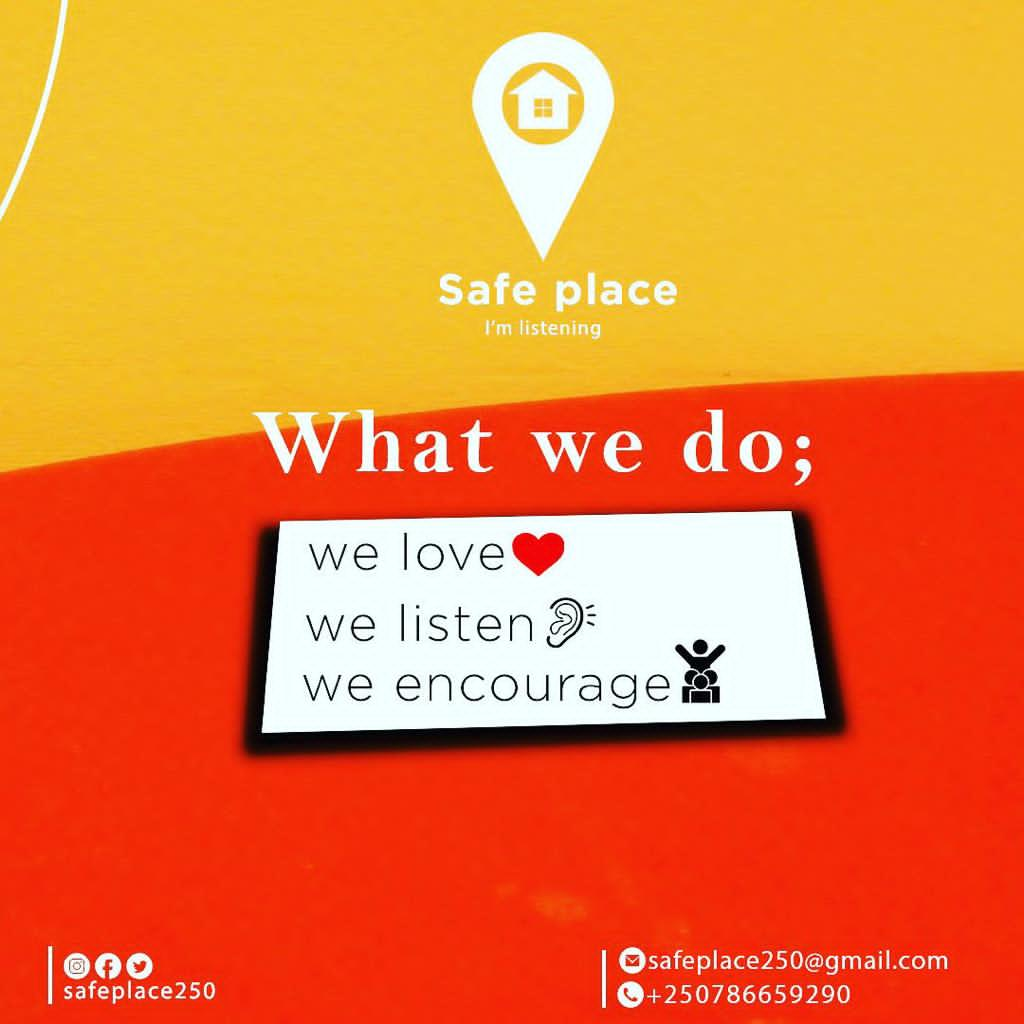 Safe place
I'm listening
What we do;
we love
we listen
we encourage
safeplace250
safeplace250@gmail.com
+250786659290